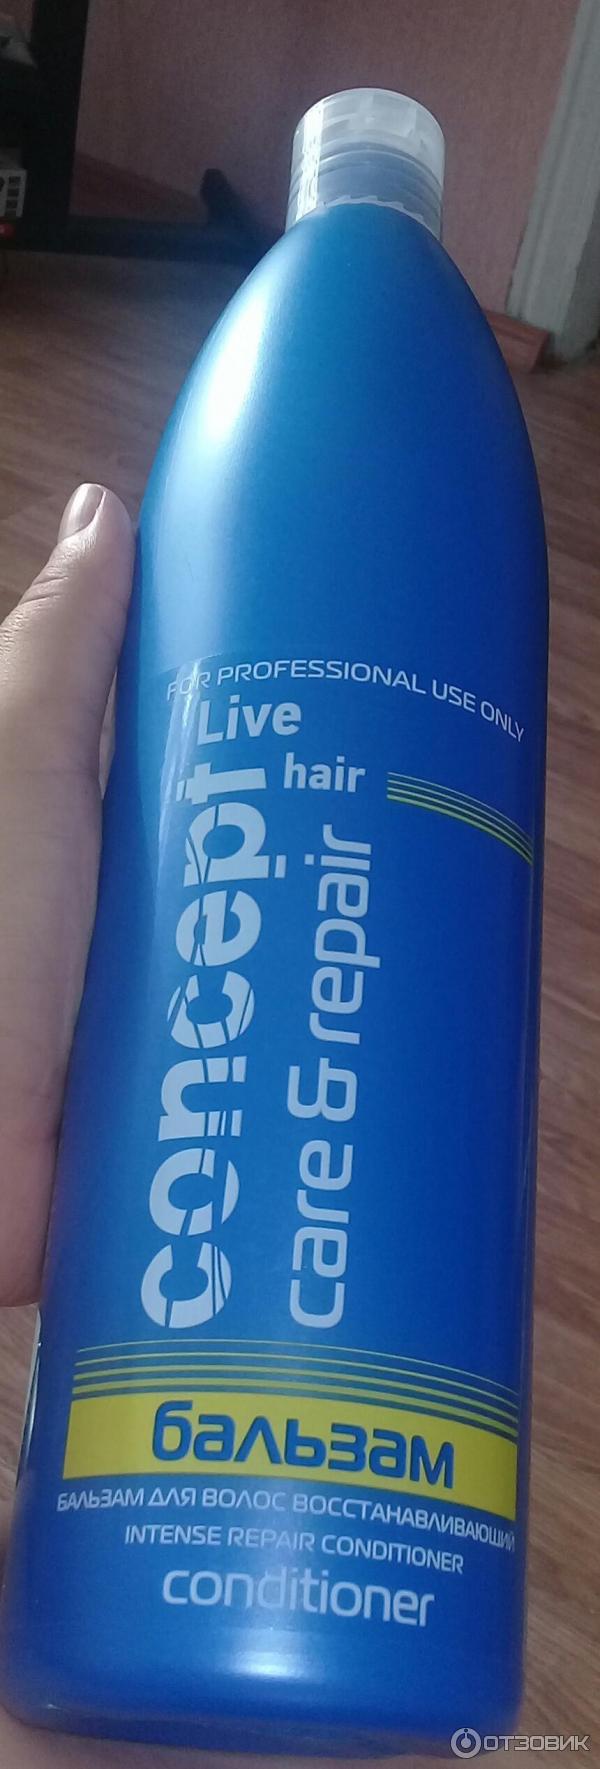 FOR PROFESSIONAL USE ONLY
Live
hair
concept
care & repair
бальзам
БАЛЬЗАМ ДЛЯ ВОЛОС ВОССТАНАВЛИВАЮЩИЙ
INTENSE REPAIR CONDITIONER
conditioner
ОТЗОВИК